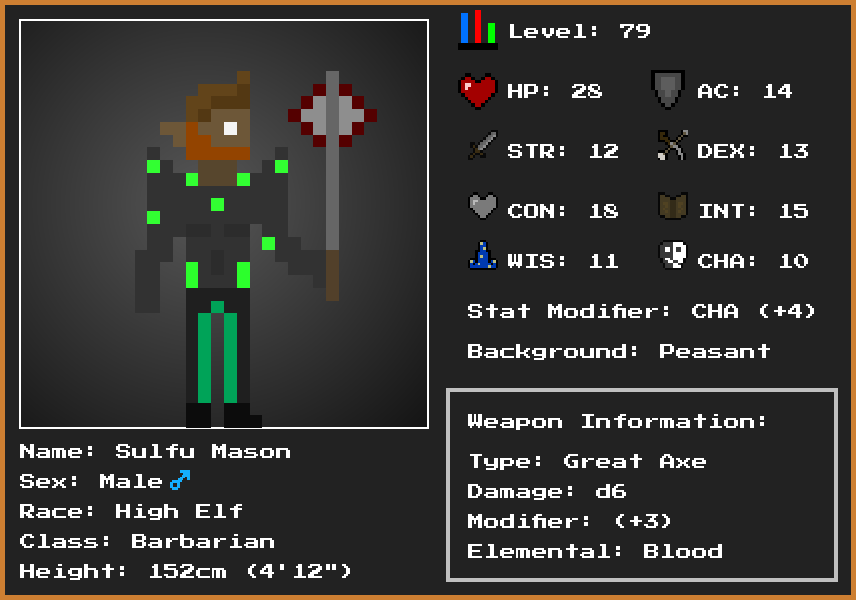 Level: 79
HP: 28 AC: 14
STR: 12 DEX: 13
CON: 18 INT: 15
WIS: 11 CHA: 10
Stat Modifier: CHA (+4)
Background: Peasant
Weapon Information:
Type: Great Axe
Damage: d6
Modifier: (+3)
Elemental: Blood
Name: Sulfu Mason
Sex: Male♂
Race: High Elf
Class: Barbarian
Height: 152cm (4'12")